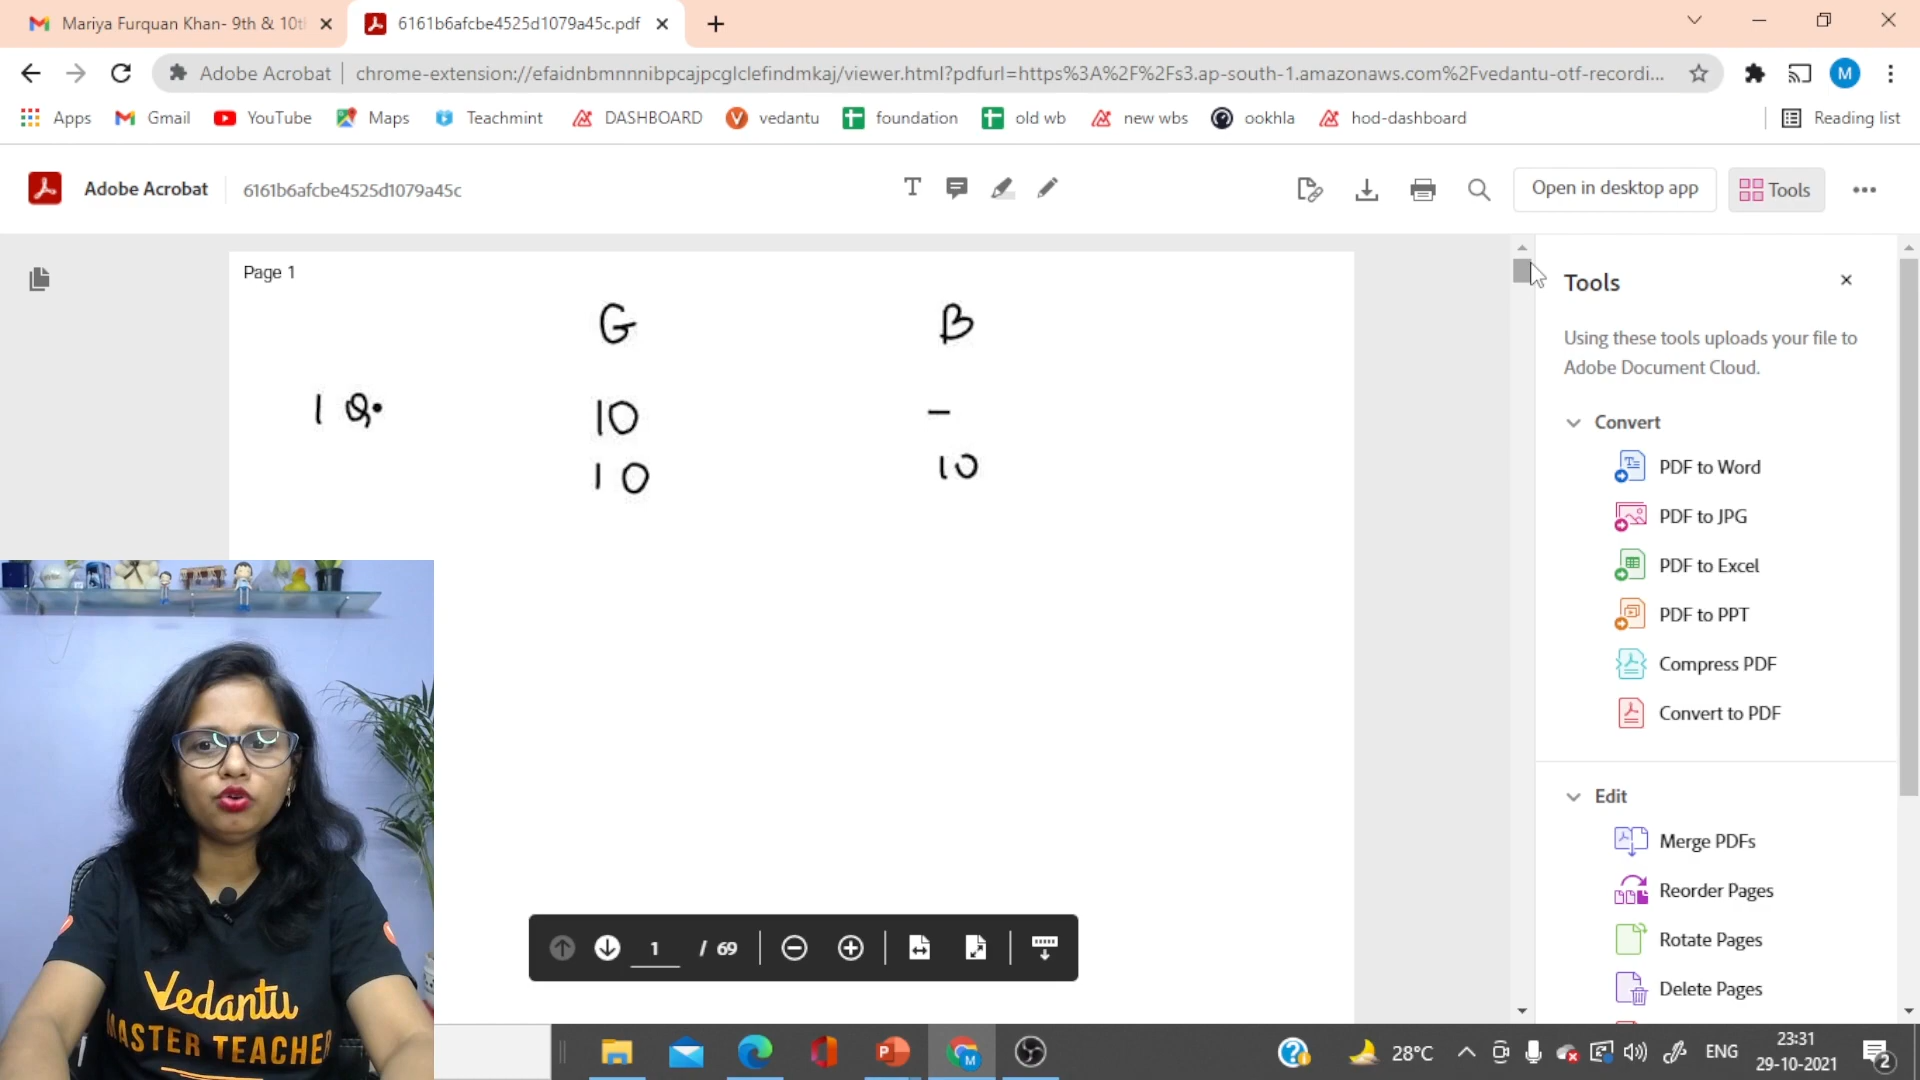 Mariya Furquan Khan- 9th & 10t
6161b6afcbe4525d1079a45c.pdf
Adobe Acrobat
chrome-extension://efaidnbmnnnibpcajpcglclefindmkaj/viewer.html?pdfurl=https%3A%2F%2Fs3.ap-south-1.amazonaws.com%2Fvedantu-otf-recordi...
M
Apps
Gmail
YouTube
Maps
Teachmint
DASHBOARD
vedantu
foundation
old wb
new wbs
ookhla
hod-dashboard
Reading list
Adobe Acrobat
6161b6afcbe4525d1079a45c
Open in desktop app
Tools
Page 1
G B
1 Q. 10 -
10 10
Tools
Using these tools uploads your file to
Adobe Document Cloud.
Convert
PDF to Word
PDF to JPG
PDF to Excel
PDF to PPT
Compress PDF
Convert to PDF
Edit
Merge PDFs
Reorder Pages
Rotate Pages
Delete Pages
Vedantu
MASTER TEACHER
1 / 69
28°C
ENG
23:31
29-10-2021
2